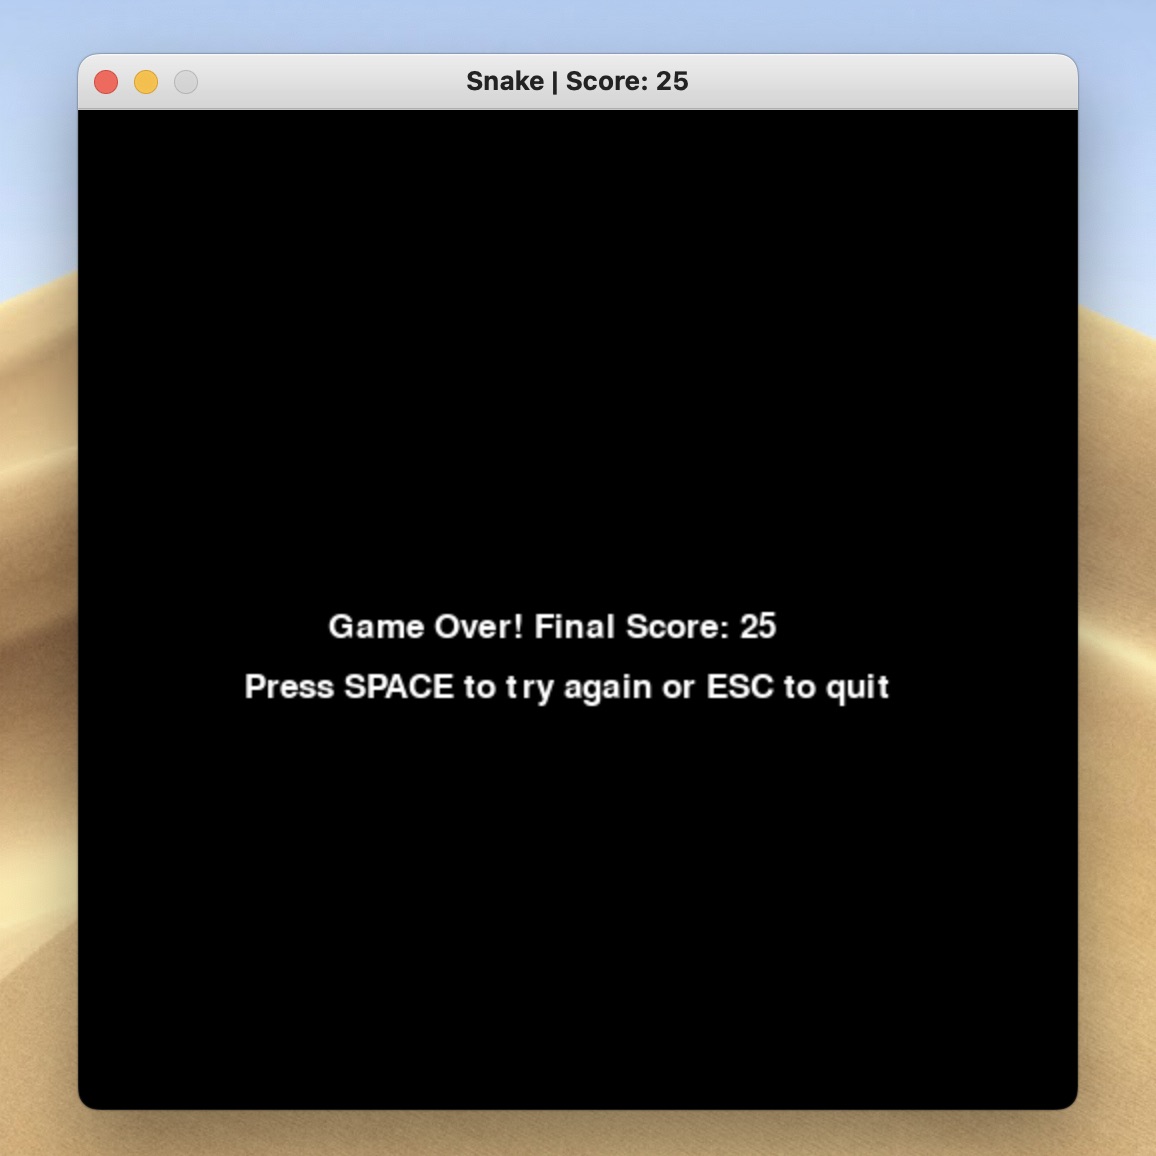 Snake | Score: 25
Game Over! Final Score: 25
Press SPACE to try again or ESC to quit